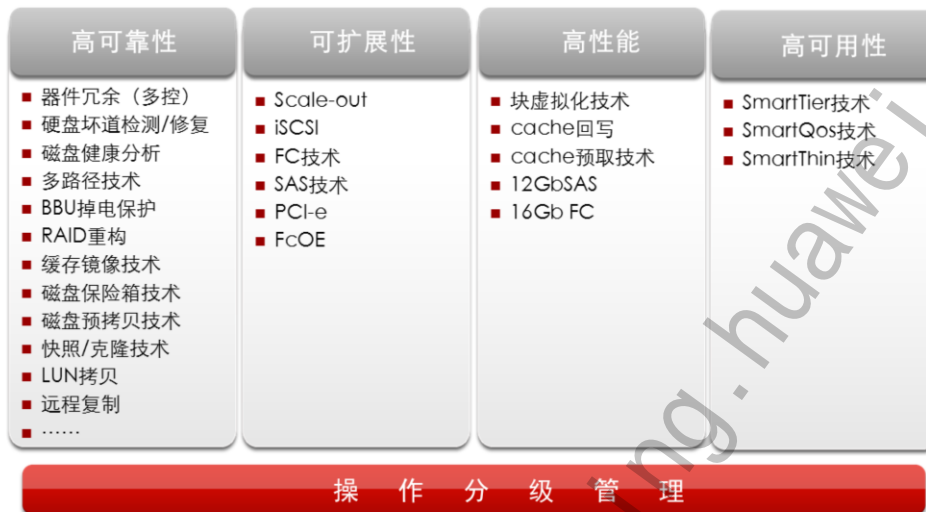 高可靠性
器件冗余（多控）
硬盘坏道检测/修复
磁盘健康分析
多路径技术
BBU掉电保护
RAID重构
缓存镜像技术
磁盘保险箱技术
磁盘预拷贝技术
快照/克隆技术
LUN拷贝
远程复制
……
可扩展性
Scale-out
iSCSI
FC技术
SAS技术
PCI-e
FcOE
高性能
块虚拟化技术
cache回写
cache预取技术
12GbSAS
16Gb FC
高可用性
SmartTier技术
SmartQos技术
SmartThin技术
操作分级管理
ing.huawei